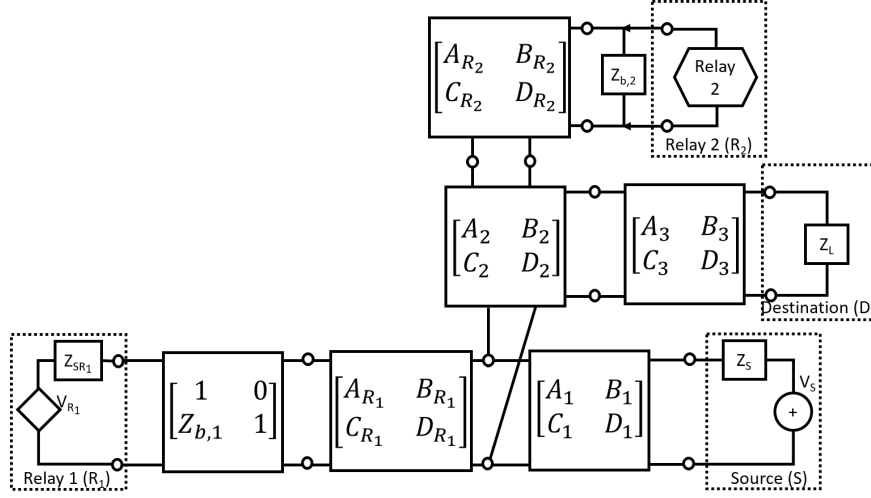 A_{R_2} B_{R_2}
C_{R_2} D_{R_2}
Z_{b,2}
Relay
2
Relay 2 (R_2)
A_2 B_2
C_2 D_2
A_3 B_3
C_3 D_3
Z_L
Destination (D
Z_{SR_1}
V_{R_1}
Relay 1 (R_1)
1 0
Z_{b,1} 1
A_{R_1} B_{R_1}
C_{R_1} D_{R_1}
A_1 B_1
C_1 D_1
Z_S
V_S
+
Source (S)